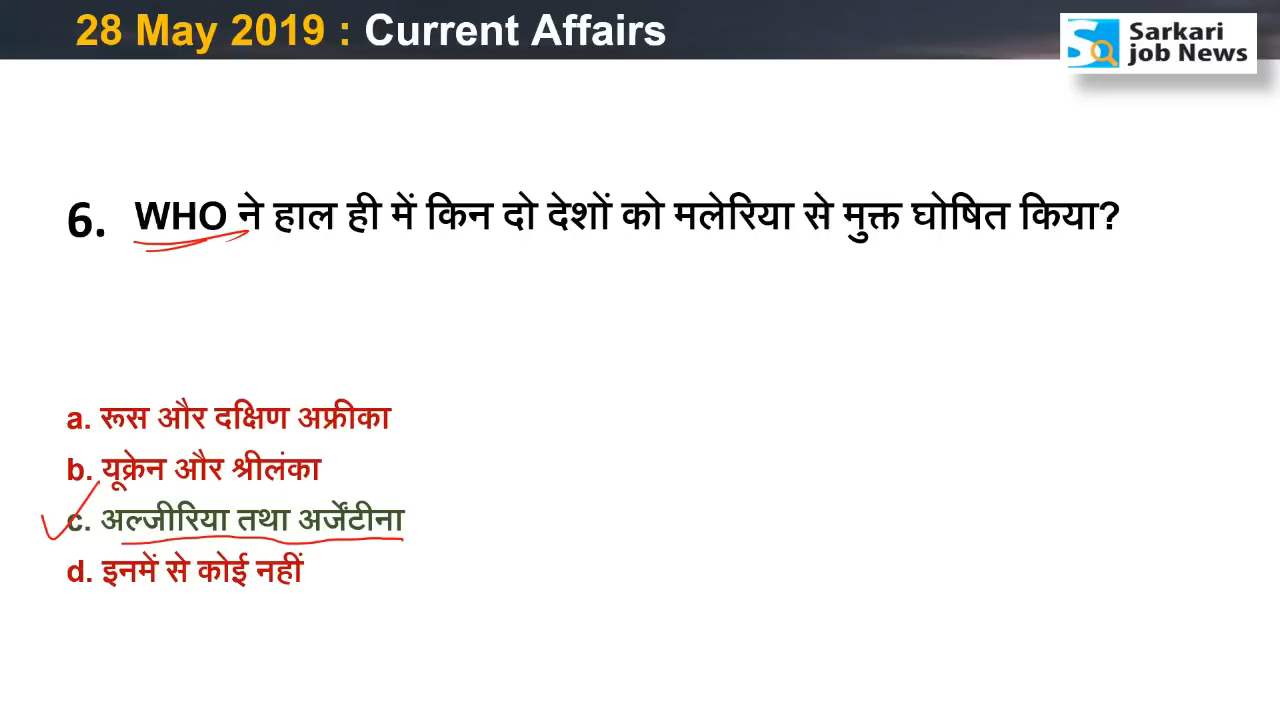 28 May 2019 : Current Affairs
Sarkari
job News
6. WHO ने हाल ही में किन दो देशों को मलेरिया से मुक्त घोषित किया?
a. रूस और दक्षिण अफ्रीका
b. यूक्रेन और श्रीलंका
c. अल्जीरिया तथा अर्जेंटीना
d. इनमें से कोई नहीं